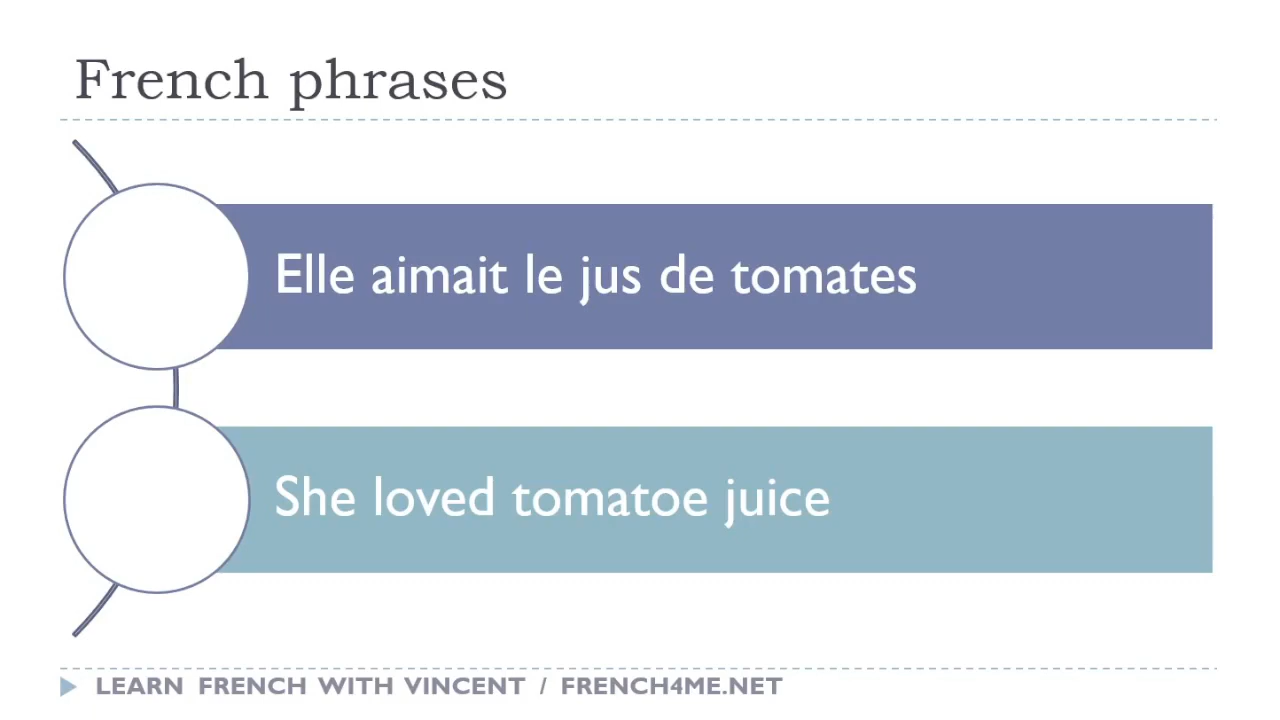 French phrases
Elle aimait le jus de tomates
She loved tomatoe juice
LEARN FRENCH WITH VINCENT / FRENCH4ME.NET